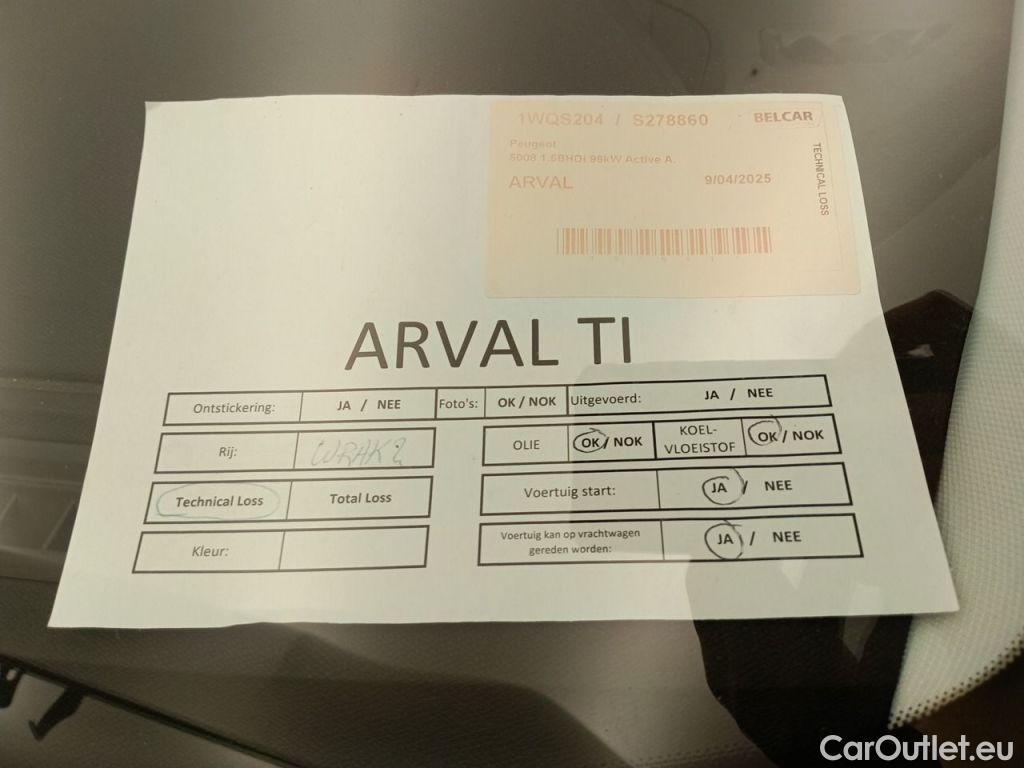 1WQS204 / S278860 BELCAR
Peugeot
5008 1.6BHDi 96kW Active A.
ARVAL 9/04/2025
TECHNICAL LOSS
ARVAL TI
Ontstickering: JA / NEE Foto's: OK / NOK Uitgevoerd: JA / NEE
Rij: WRAK 2 OLIE OK / NOK KOEL-
VLOEISTOF OK / NOK
Technical Loss Total Loss Voertuig start: JA / NEE
Kleur: Voertuig kan op vrachtwagen
gereden worden: JA / NEE
CarOutlet.eu